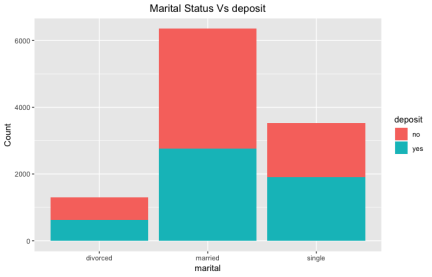 Marital Status Vs deposit
6000
4000
2000
0
Count
divorced
married
single
marital
deposit
no
yes